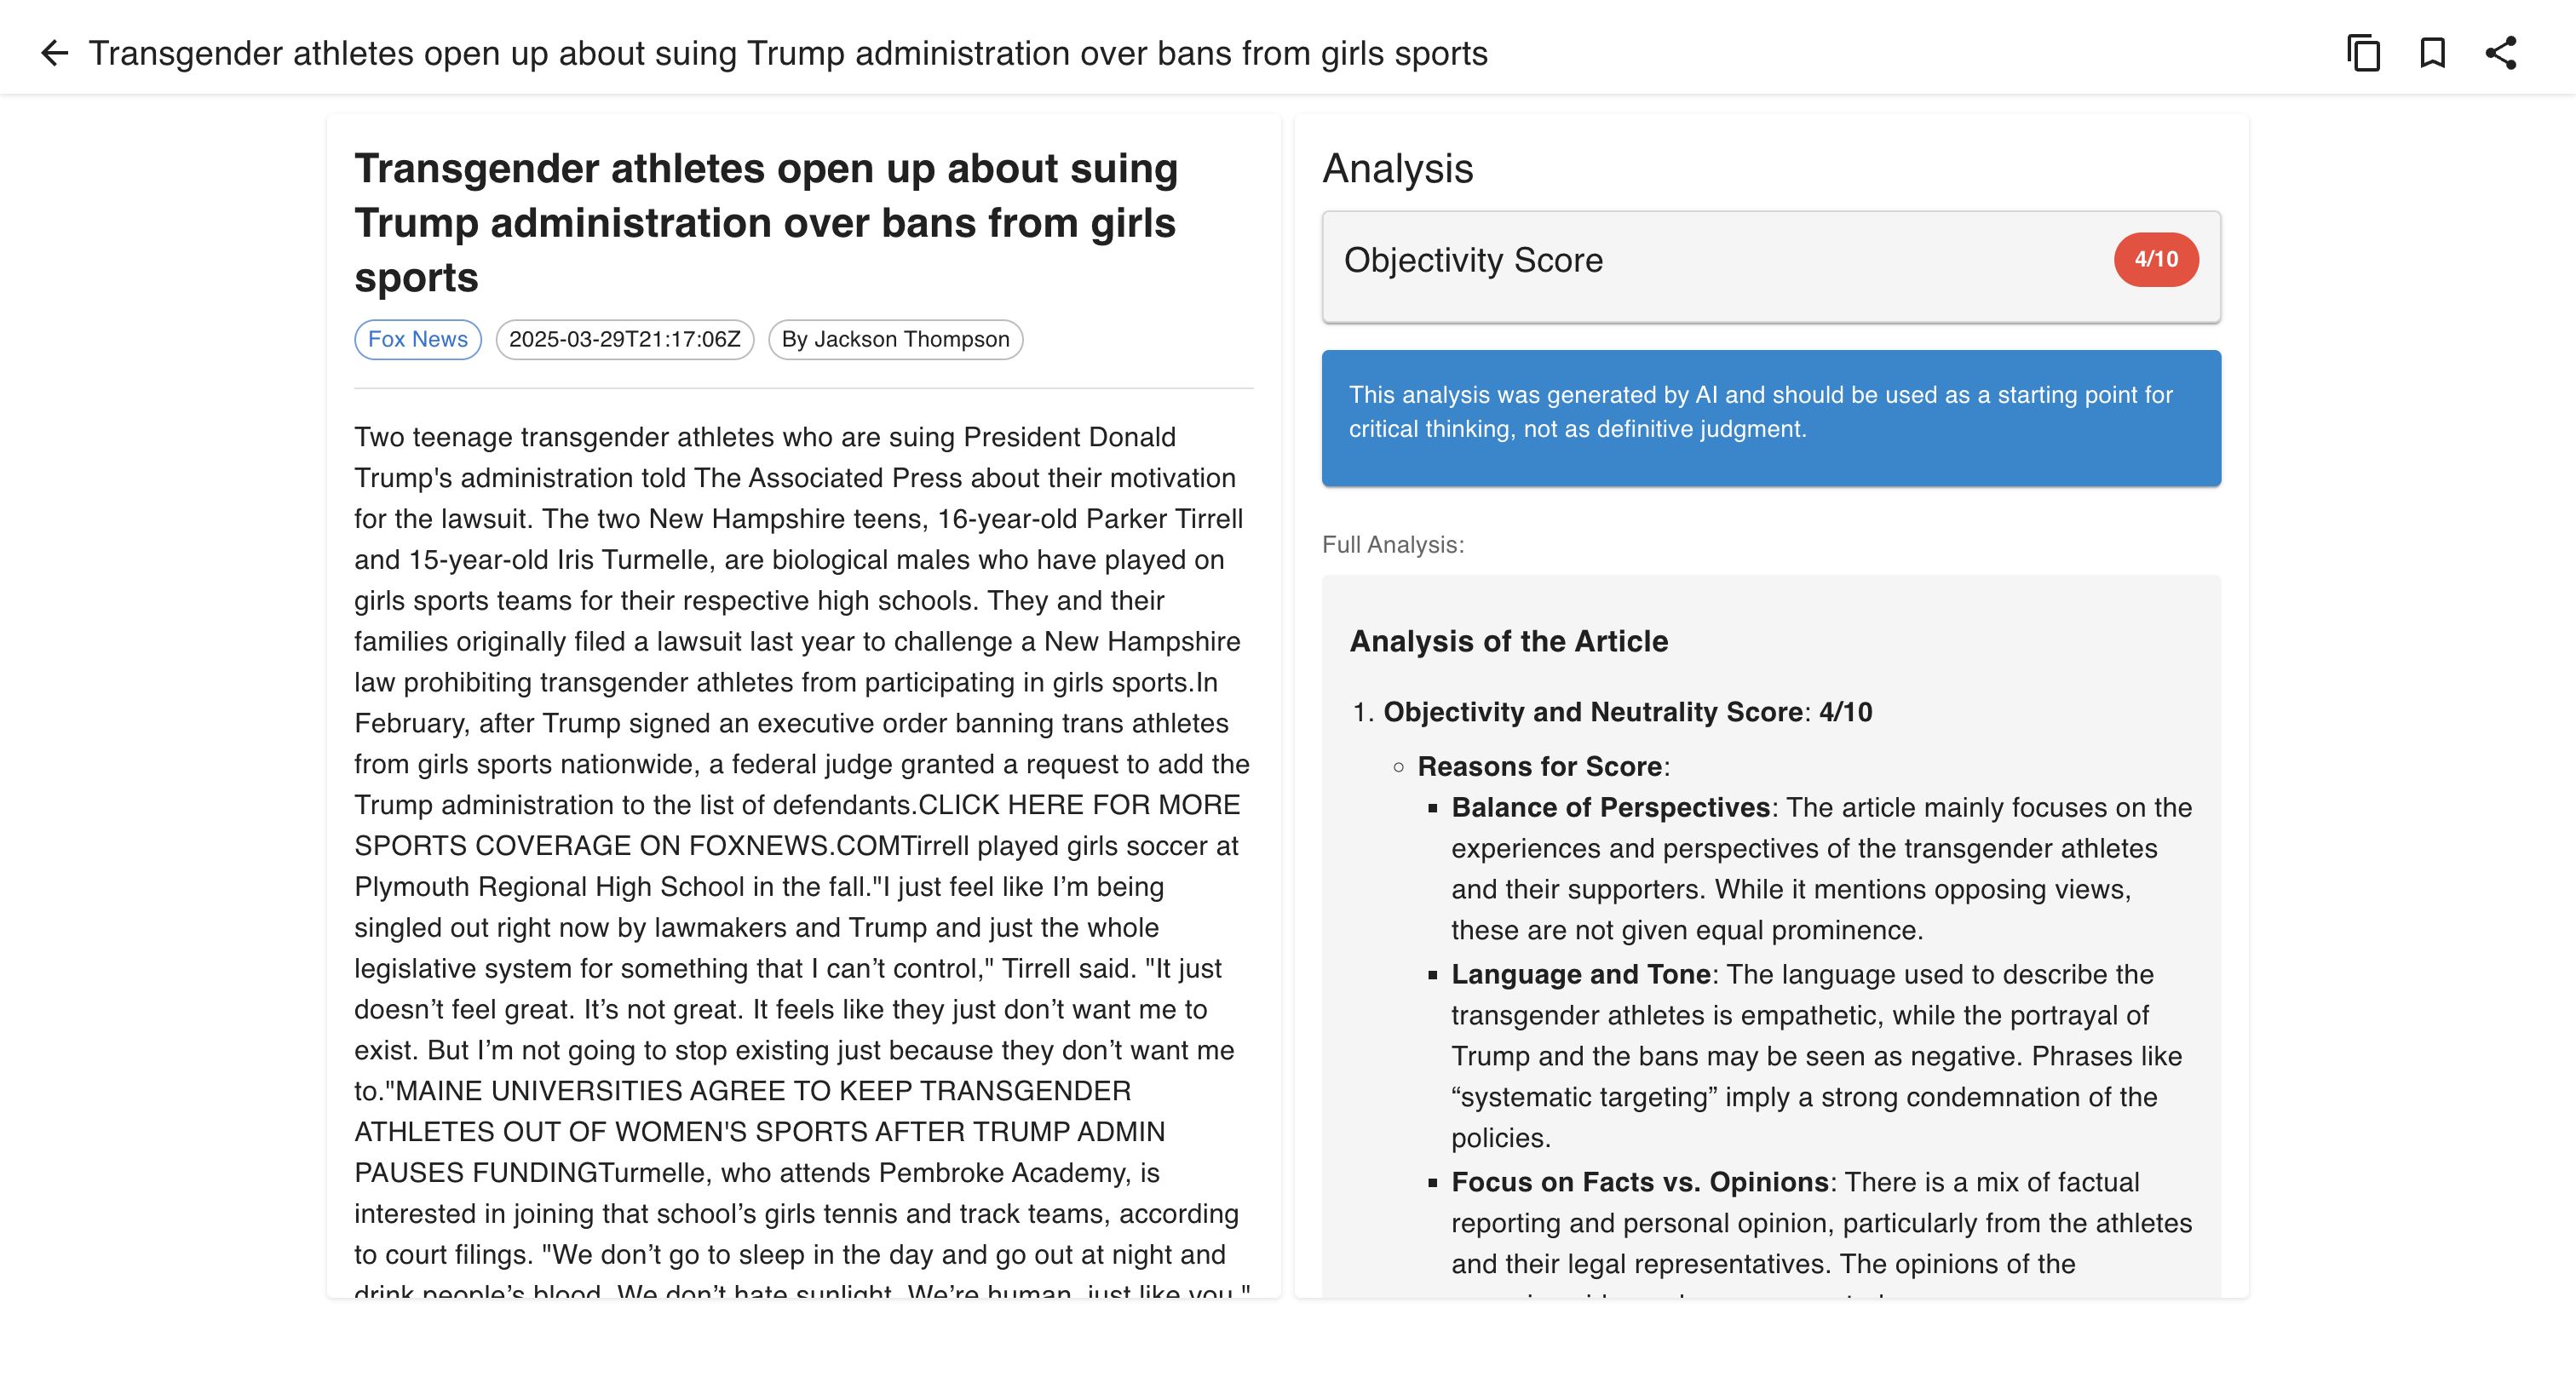 Transgender athletes open up about suing Trump administration over bans from girls sports
Transgender athletes open up about suing
Trump administration over bans from girls
sports
Fox News
2025-03-29T21:17:06Z
By Jackson Thompson
Two teenage transgender athletes who are suing President Donald
Trump's administration told The Associated Press about their motivation
for the lawsuit. The two New Hampshire teens, 16-year-old Parker Tirrell
and 15-year-old Iris Turmelle, are biological males who have played on
girls sports teams for their respective high schools. They and their
families originally filed a lawsuit last year to challenge a New Hampshire
law prohibiting transgender athletes from participating in girls sports.In
February, after Trump signed an executive order banning trans athletes
from girls sports nationwide, a federal judge granted a request to add the
Trump administration to the list of defendants.CLICK HERE FOR MORE
SPORTS COVERAGE ON FOXNEWS.COMTirrell played girls soccer at
Plymouth Regional High School in the fall."I just feel like I’m being
singled out right now by lawmakers and Trump and just the whole
legislative system for something that I can’t control," Tirrell said. "It just
doesn’t feel great. It’s not great. It feels like they just don’t want me to
exist. But I’m not going to stop existing just because they don’t want me
to."MAINE UNIVERSITIES AGREE TO KEEP TRANSGENDER
ATHLETES OUT OF WOMEN'S SPORTS AFTER TRUMP ADMIN
PAUSES FUNDINGTurmelle, who attends Pembroke Academy, is
interested in joining that school’s girls tennis and track teams, according
to court filings. "We don’t go to sleep in the day and go out at night and
drink people’s blood. We don’t hate sunlight. We’re human, just like you,"
Analysis
Objectivity Score
4/10
This analysis was generated by AI and should be used as a starting point for
critical thinking, not as definitive judgment.
Full Analysis:
Analysis of the Article
1. Objectivity and Neutrality Score: 4/10
Reasons for Score:
Balance of Perspectives: The article mainly focuses on the
experiences and perspectives of the transgender athletes
and their supporters. While it mentions opposing views,
these are not given equal prominence.
Language and Tone: The language used to describe the
transgender athletes is empathetic, while the portrayal of
Trump and the bans may be seen as negative. Phrases like
“systematic targeting” imply a strong condemnation of the
policies.
Focus on Facts vs. Opinions: There is a mix of factual
reporting and personal opinion, particularly from the athletes
and their legal representatives. The opinions of the